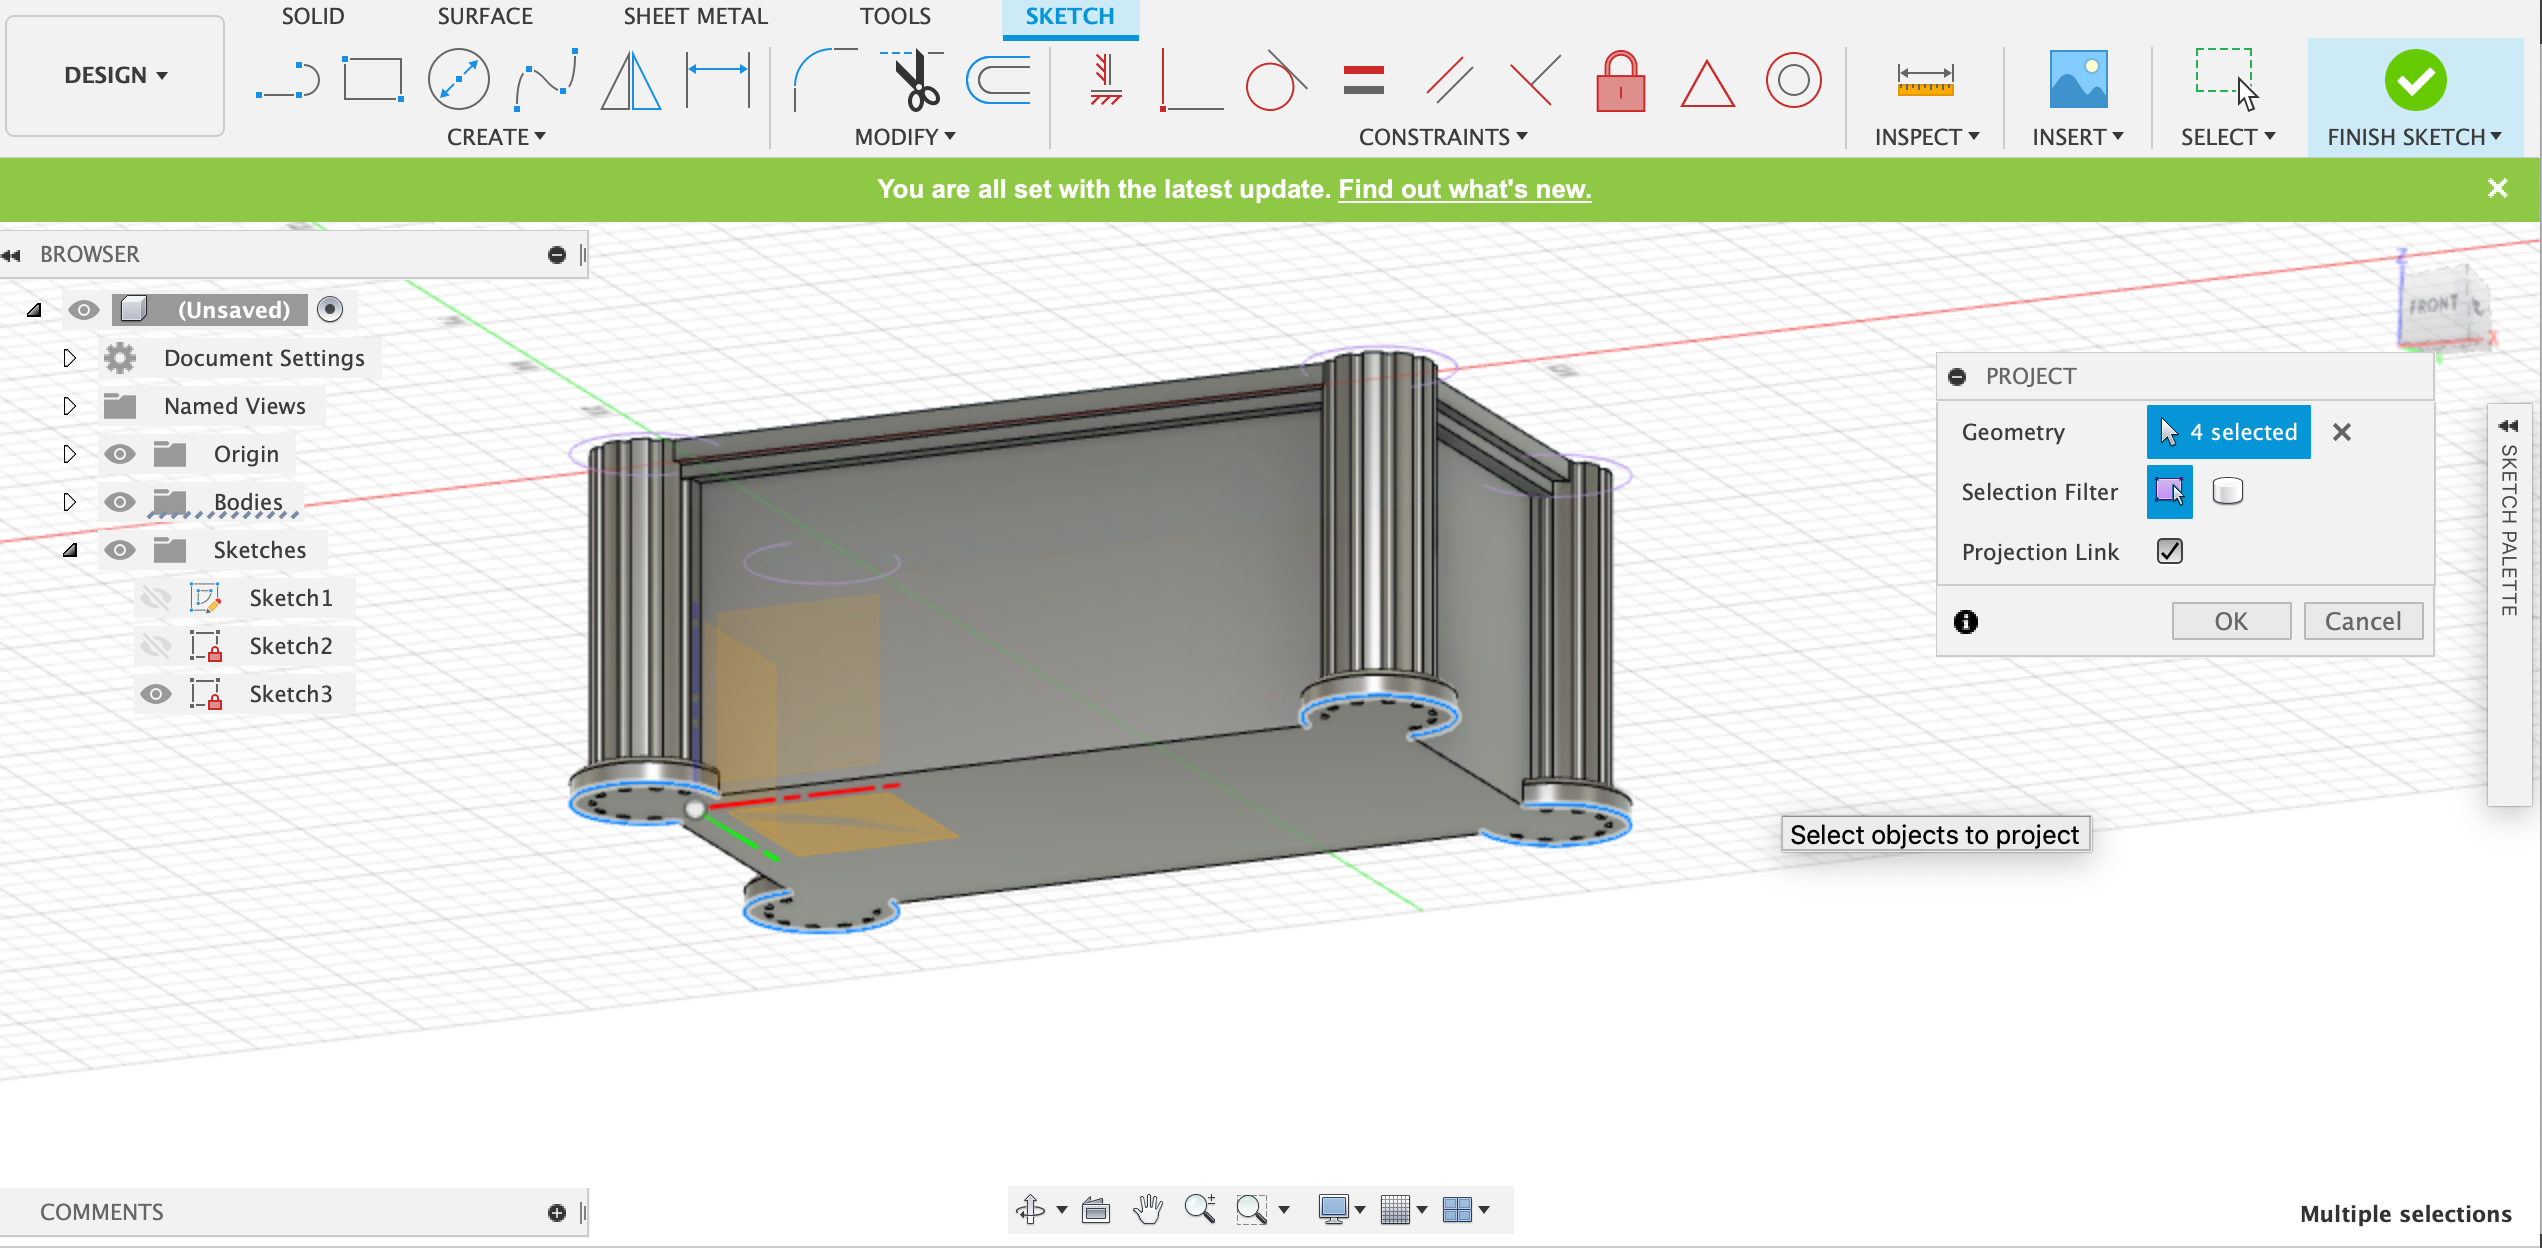 SOLID SURFACE SHEET METAL TOOLS SKETCH
DESIGN
CREATE MODIFY CONSTRAINTS INSPECT INSERT SELECT FINISH SKETCH
You are all set with the latest update. Find out what's new.
BROWSER
(Unsaved)
Document Settings
Named Views
Origin
Bodies
Sketches
Sketch1
Sketch2
Sketch3
Z
FRONT
X
PROJECT
Geometry 4 selected
Selection Filter
Projection Link
OK Cancel
SKETCH PALETTE
Select objects to project
COMMENTS
Multiple selections